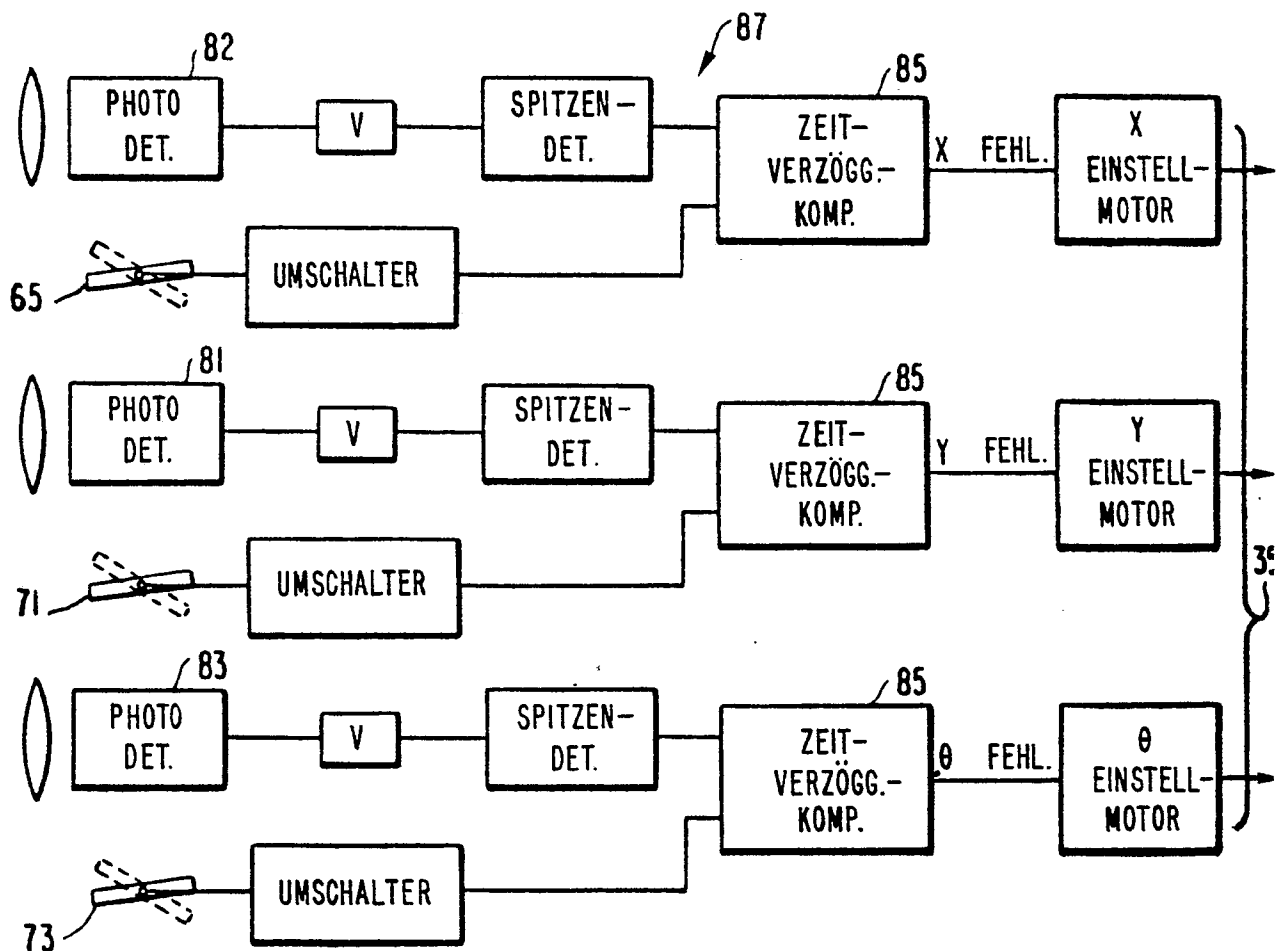 87
82
85
PHOTO
DET.
V
SPITZEN-
DET.
ZEIT-
VERZÖGG.-
KOMP.
X FEHL.
X
EINSTELL-
MOTOR
65
UMSCHALTER
81
85
PHOTO
DET.
V
SPITZEN-
DET.
ZEIT-
VERZÖGG.-
KOMP.
Y FEHL.
Y
EINSTELL-
MOTOR
71
UMSCHALTER
83
85
PHOTO
DET.
V
SPITZEN-
DET.
ZEIT-
VERZÖGG.-
KOMP.
θ FEHL.
θ
EINSTELL-
MOTOR
73
UMSCHALTER